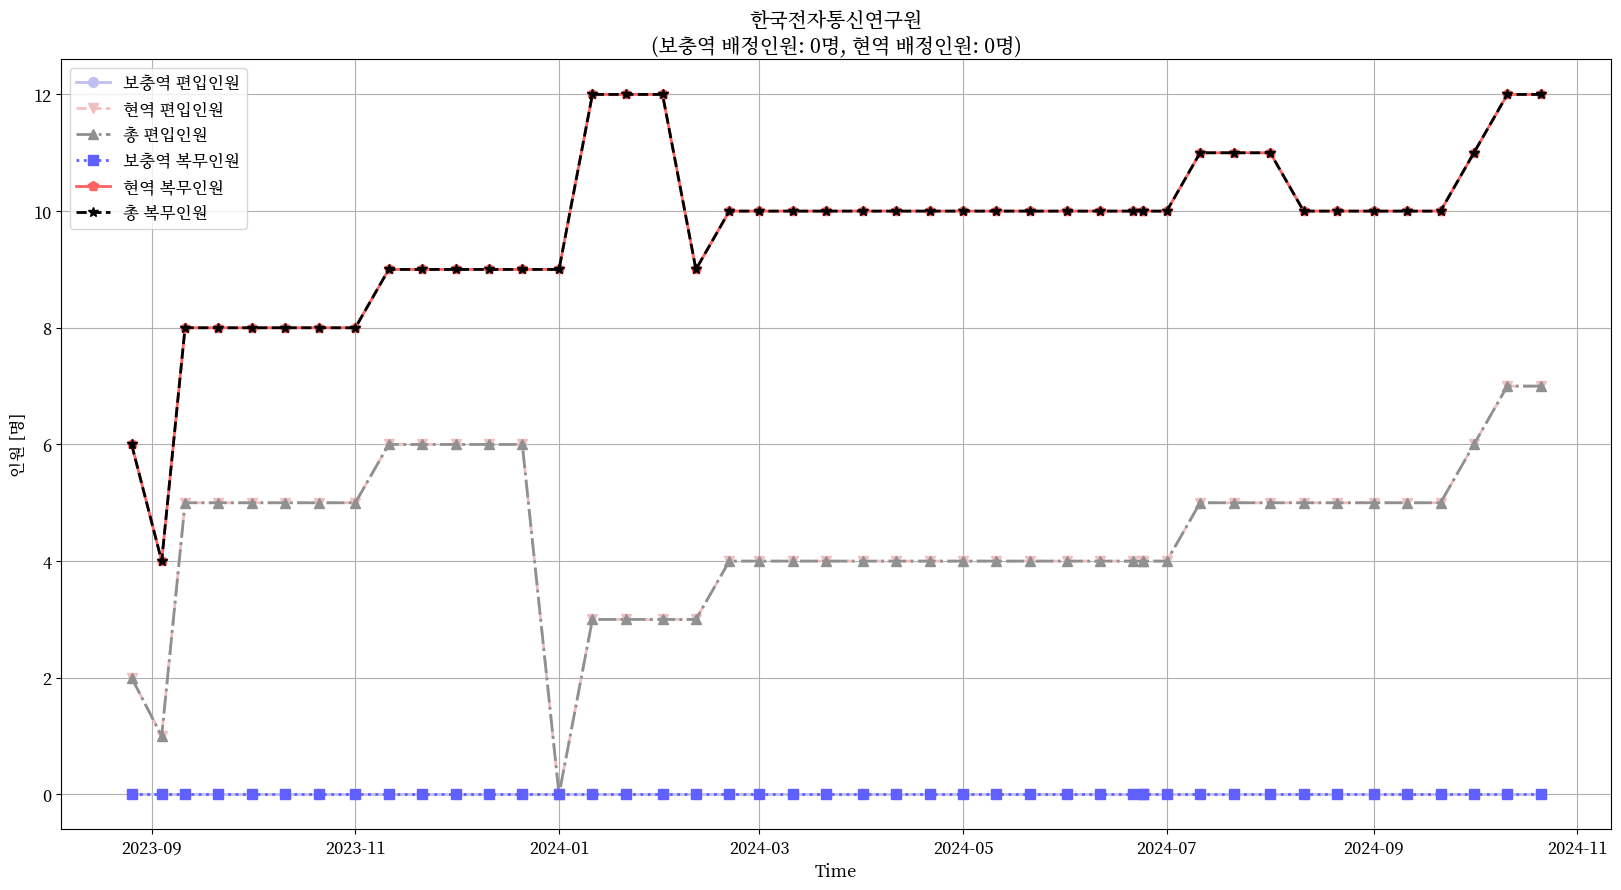 한국전자통신연구원
(보충역 배정인원: 0명, 현역 배정인원: 0명)
보충역 편입인원
현역 편입인원
총 편입인원
보충역 복무인원
현역 복무인원
총 복무인원
인원 [명]
12
10
8
6
4
2
0
2023-09
2023-11
2024-01
2024-03
2024-05
2024-07
2024-09
2024-11
Time